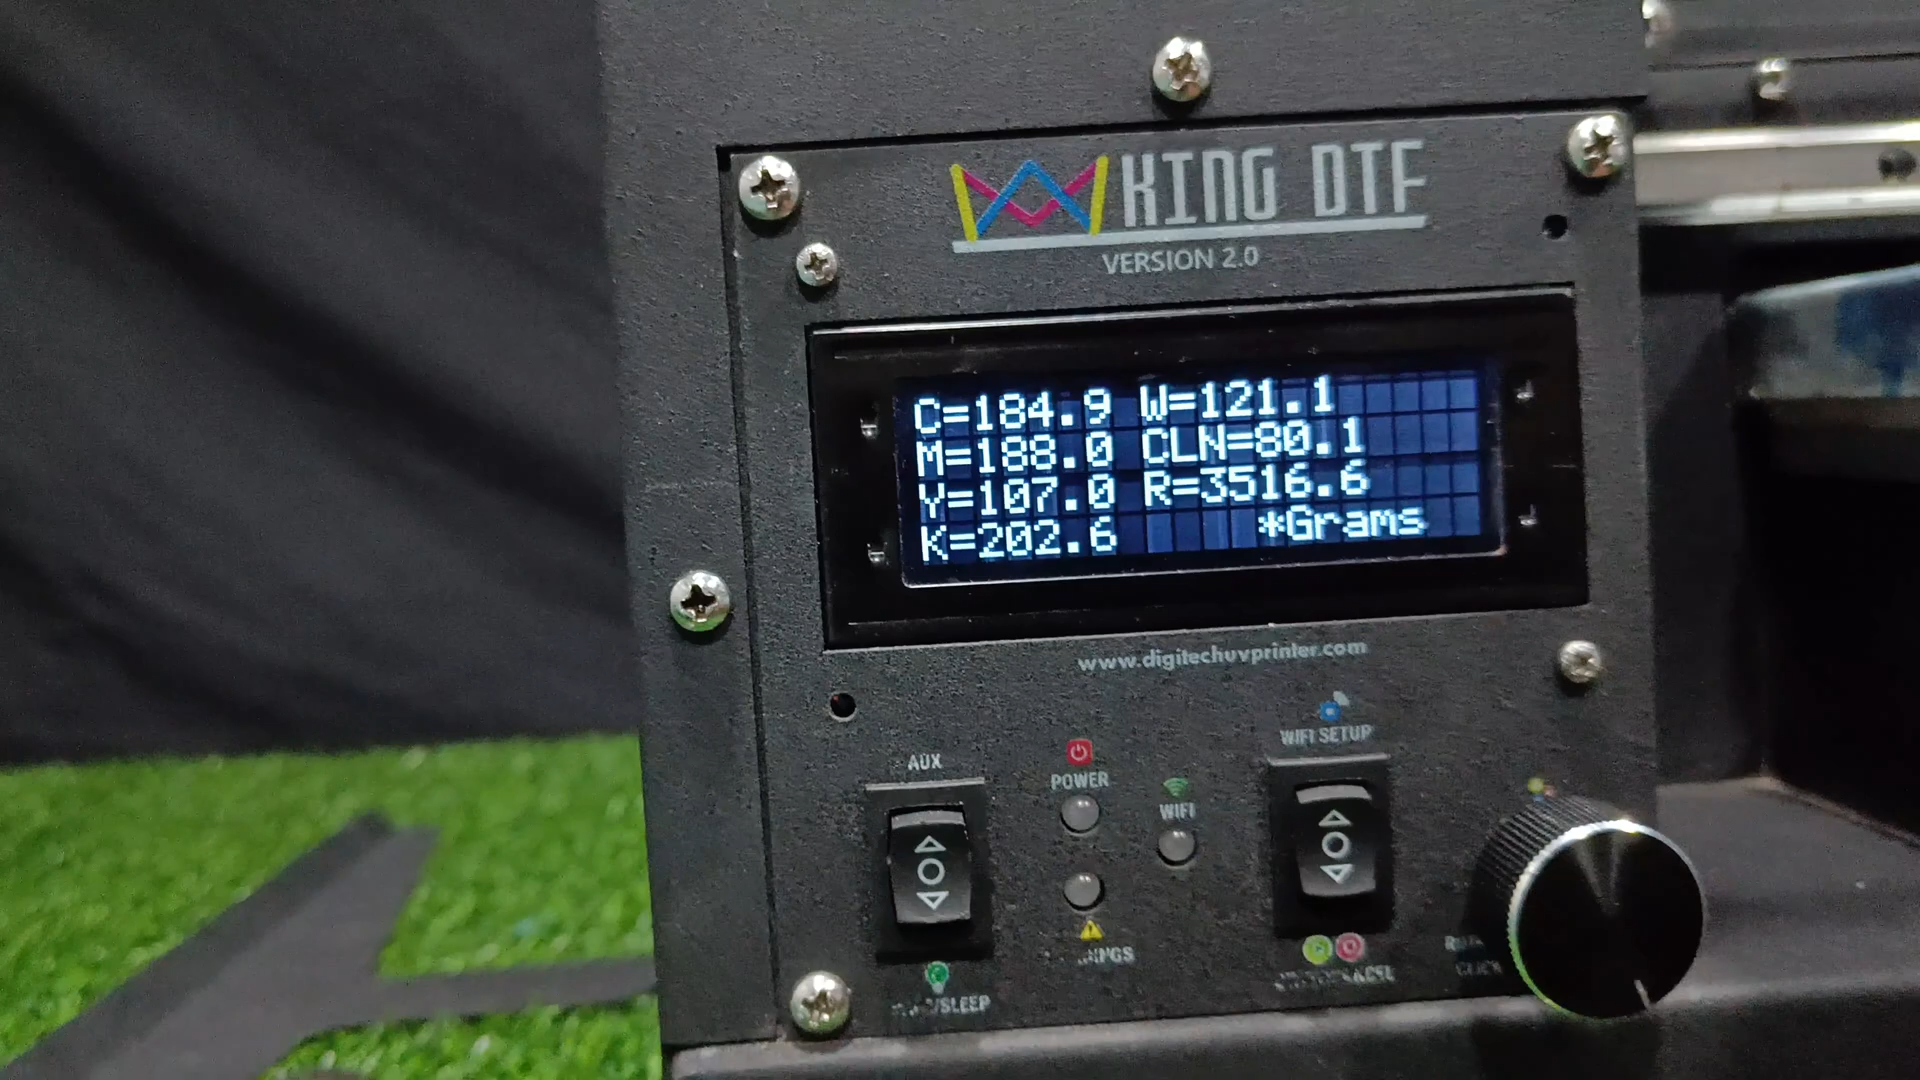 KING DTF
VERSION 2.0
C=184.9 W=121.1
M=188.0 CLN=80.1
Y=107.0 R=3516.6
K=202.6 *Grams
www.digitechuvprinter.com
WIFI SETUP
AUX
POWER
WIFI
CLICK
/SLEEP